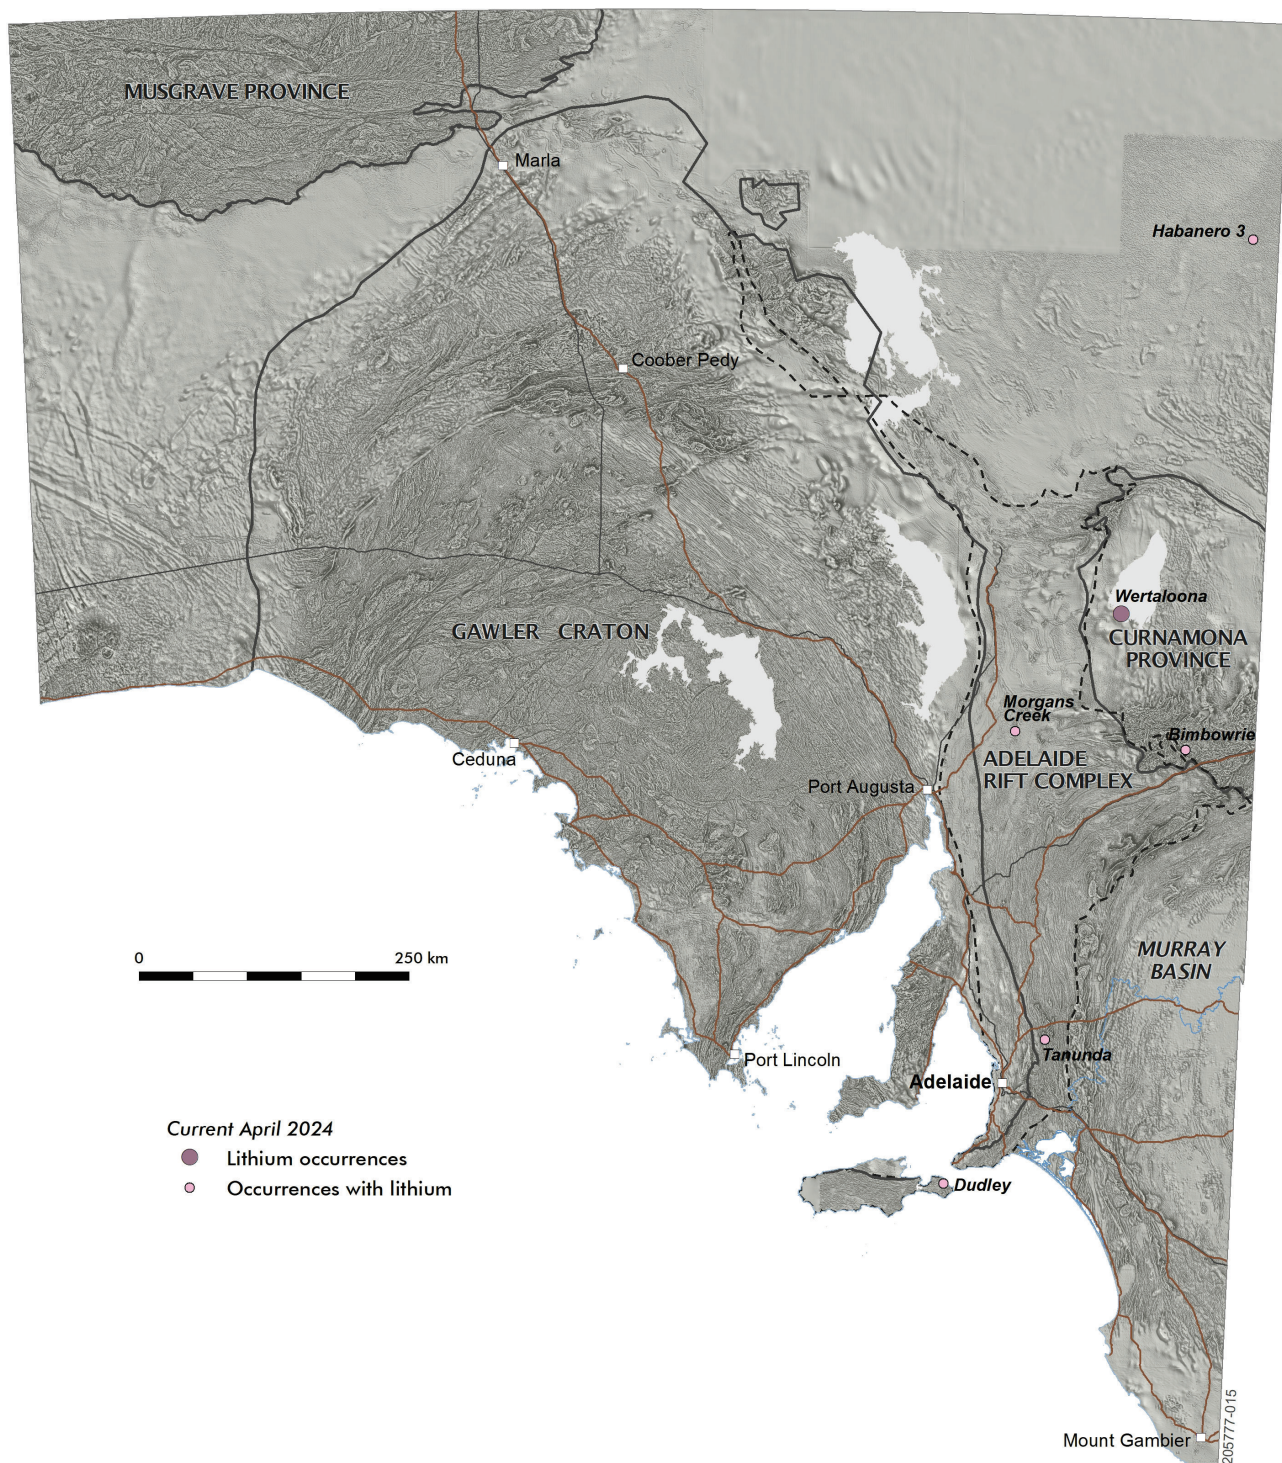 MUSGRAVE PROVINCE
Marla
Habanero 3
Coober Pedy
Wertaloona
GAWLER CRATON
CURNAMONA
PROVINCE
Morgans
Creek
Bimbowrie
Ceduna
ADELAIDE
RIFT COMPLEX
Port Augusta
MURRAY
BASIN
0 250 km
Tanunda
Port Lincoln
Adelaide
Current April 2024
Lithium occurrences
Occurrences with lithium
Dudley
Mount Gambier
205777-015